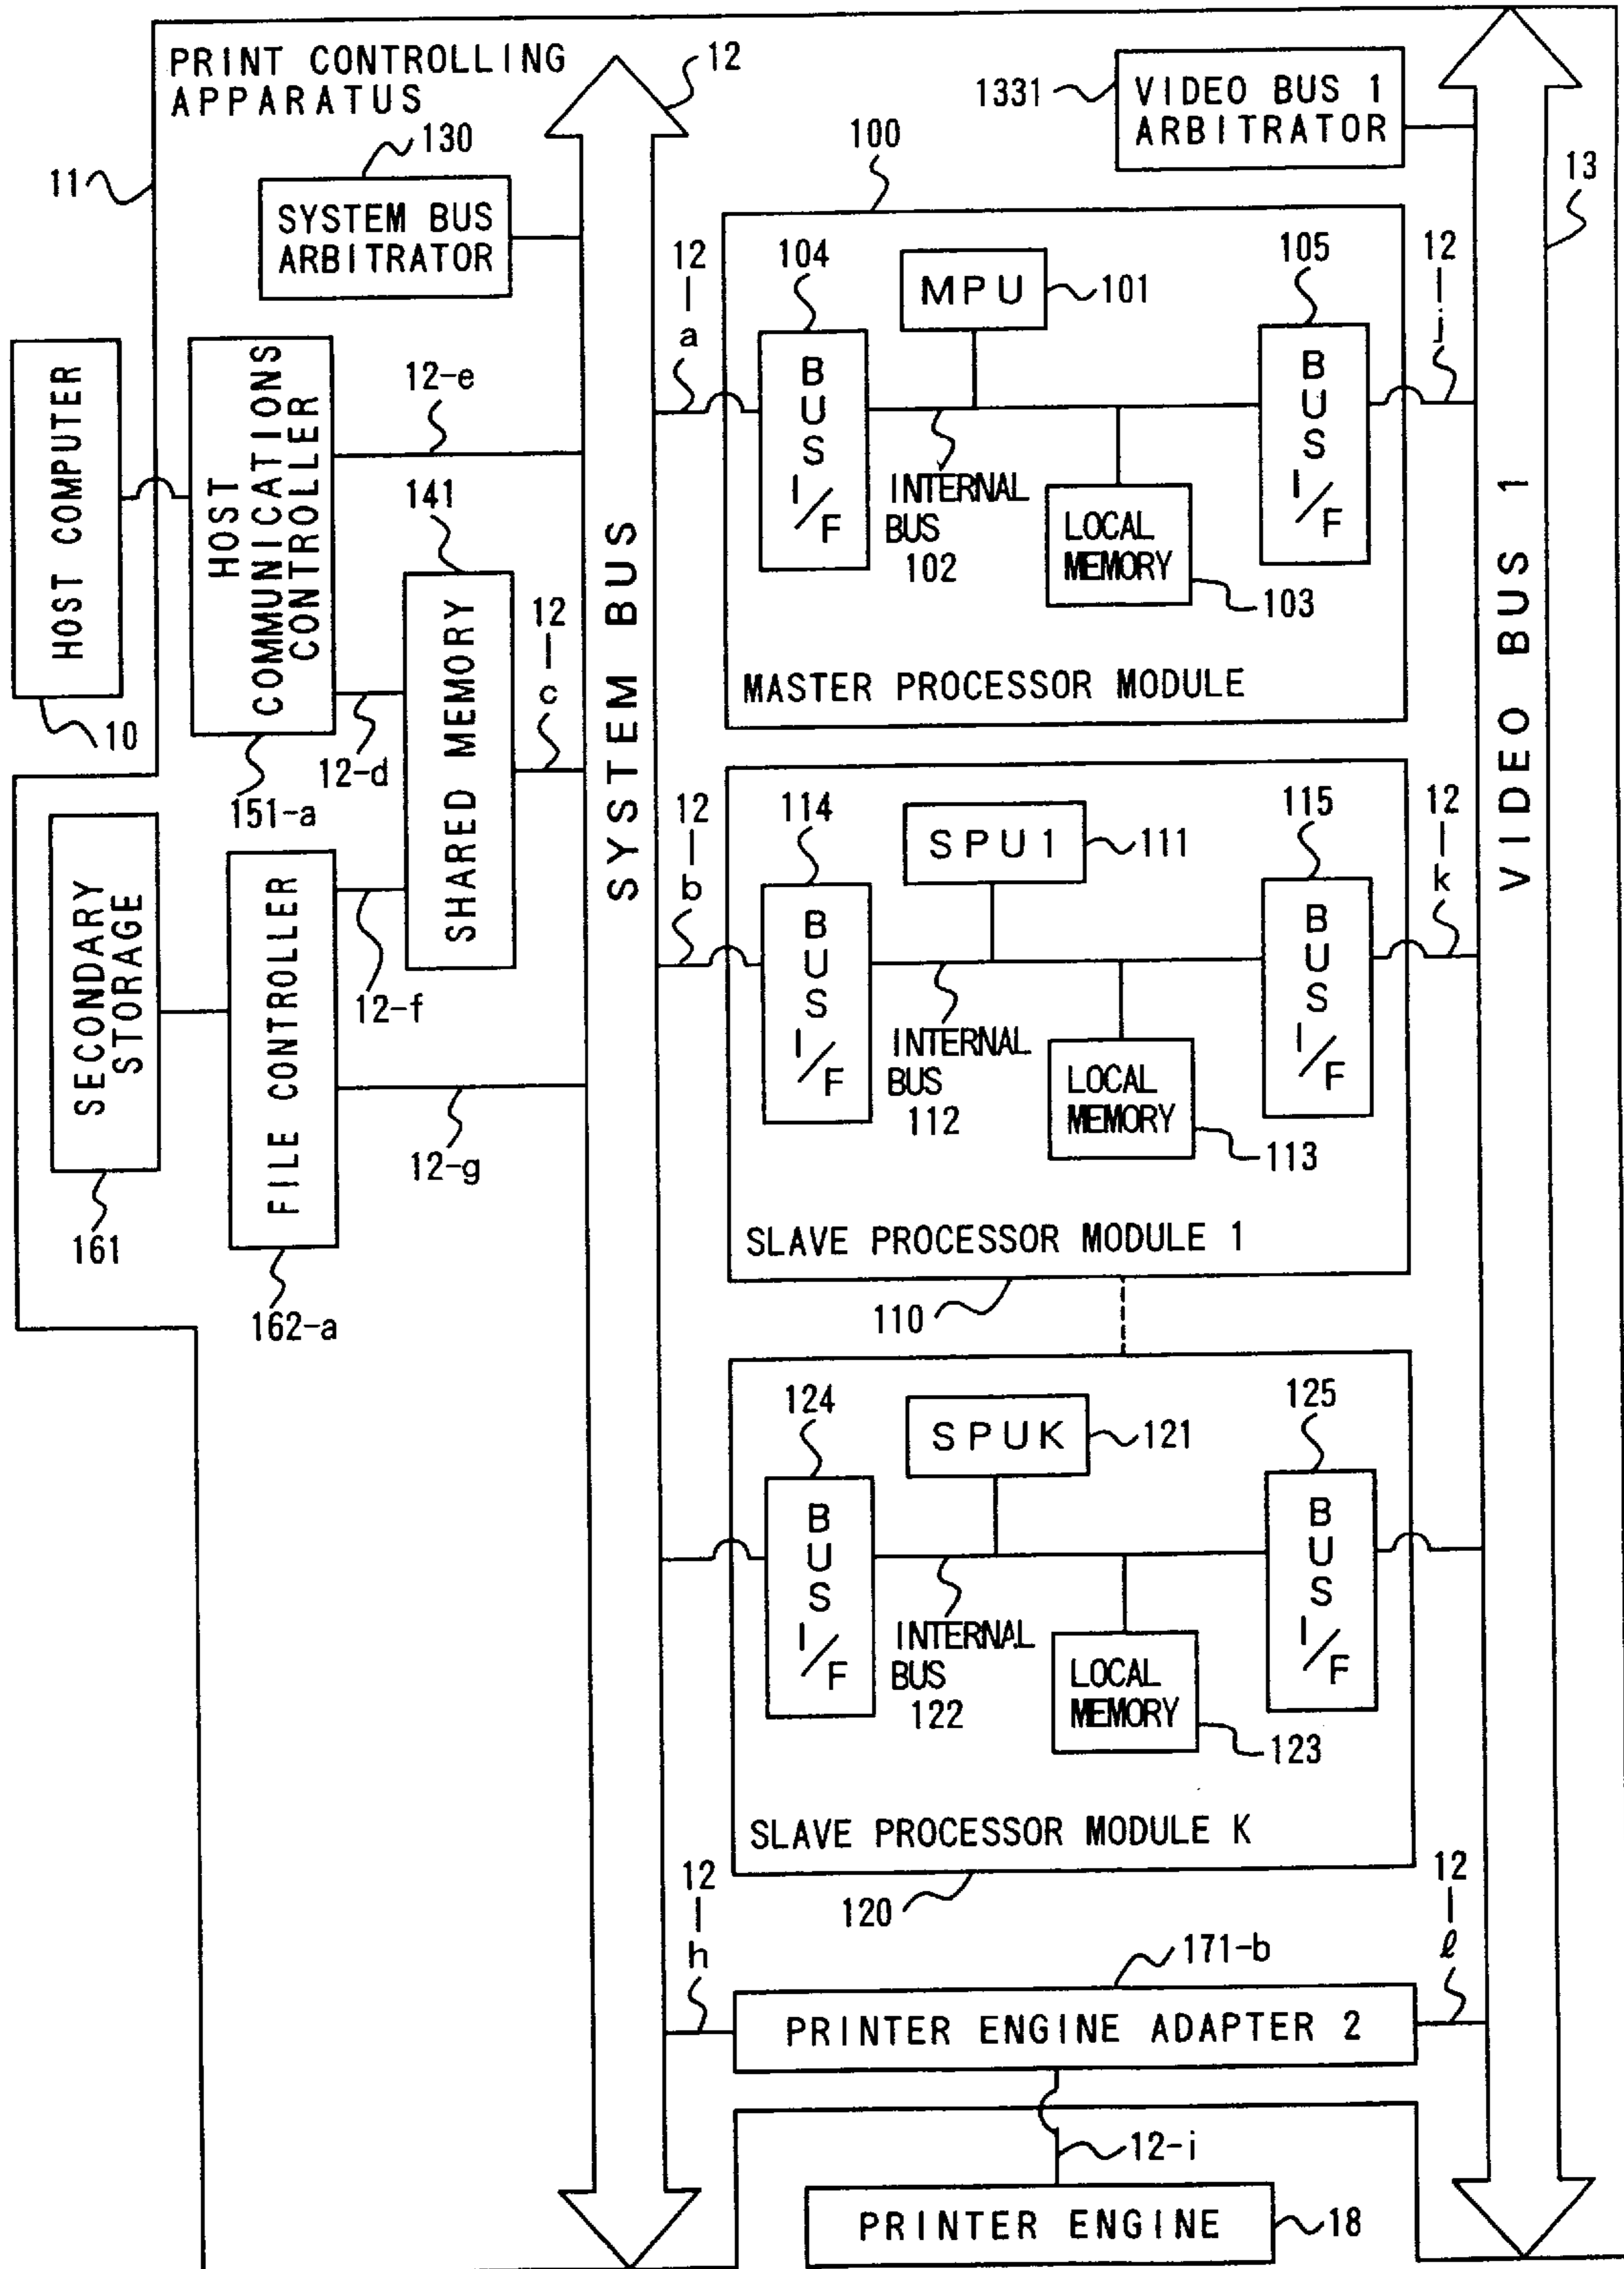 PRINT CONTROLLING
APPARATUS
12
130
11
SYSTEM BUS
ARBITRATOR
1331
VIDEO BUS 1
ARBITRATOR
13
HOST COMPUTER
10
HOST
COMMUNICATIONS
CONTROLLER
151-a
12-e
12-d
141
SHARED MEMORY
12-c
SECONDARY
STORAGE
161
FILE CONTROLLER
162-a
12-f
12-g
SYSTEM BUS
VIDEO BUS 1
100
12-a
104
BUS I/F
MPU
101
INTERNAL
BUS
102
LOCAL
MEMORY
103
105
BUS I/F
12-j
MASTER PROCESSOR MODULE
12-b
114
BUS I/F
SPU1
111
INTERNAL
BUS
112
LOCAL
MEMORY
113
115
BUS I/F
12-k
SLAVE PROCESSOR MODULE 1
110
124
BUS I/F
SPUK
121
INTERNAL
BUS
122
LOCAL
MEMORY
123
125
BUS I/F
SLAVE PROCESSOR MODULE K
120
12-h
171-b
12-ℓ
PRINTER ENGINE ADAPTER 2
12-i
PRINTER ENGINE
18